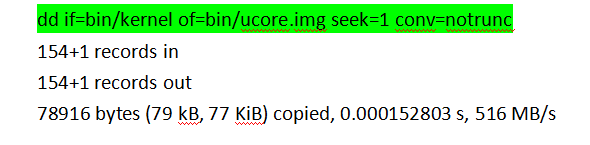 dd if=bin/kernel of=bin/ucore.img seek=1 conv=notrunc
154+1 records in
154+1 records out
78916 bytes (79 kB, 77 KiB) copied, 0.000152803 s, 516 MB/s